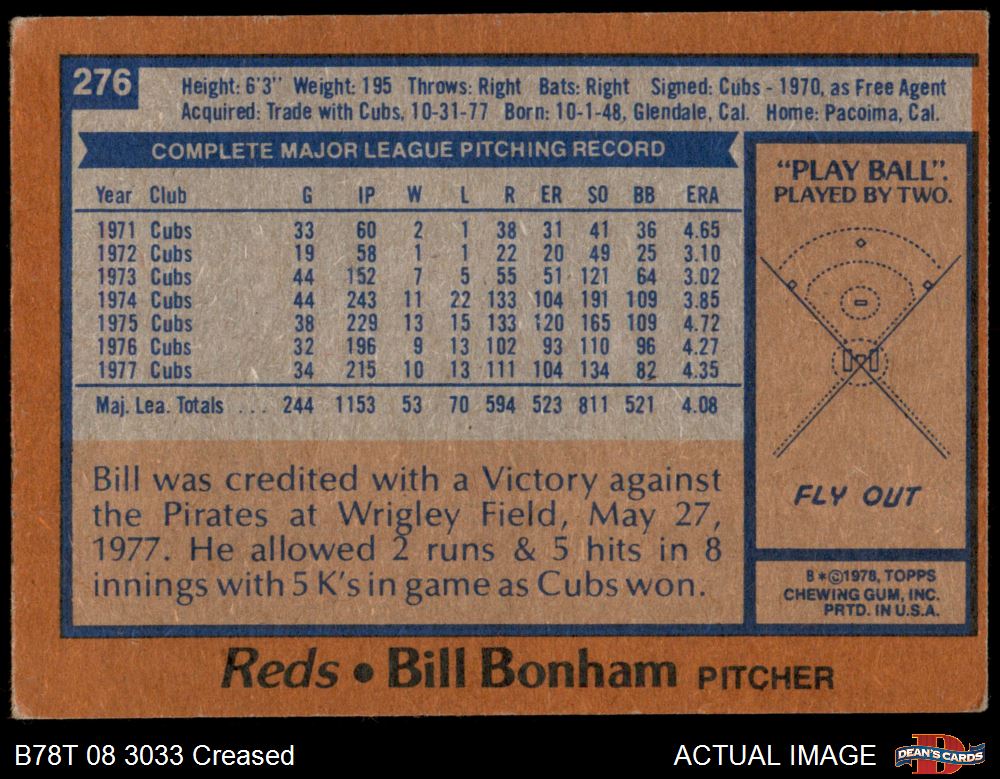 276
Height: 6'3" Weight: 195 Throws: Right Bats: Right Signed: Cubs - 1970, as Free Agent
Acquired: Trade with Cubs, 10-31-77 Born: 10-1-48, Glendale, Cal. Home: Pacoima, Cal.
COMPLETE MAJOR LEAGUE PITCHING RECORD
Year Club G IP W L R ER SO BB ERA
1971 Cubs 33 60 2 1 38 31 41 36 4.65
1972 Cubs 19 58 1 1 22 20 49 25 3.10
1973 Cubs 44 152 7 5 55 51 121 64 3.02
1974 Cubs 44 243 11 22 133 104 191 109 3.85
1975 Cubs 38 229 13 15 133 120 165 109 4.72
1976 Cubs 32 196 9 13 102 93 110 96 4.27
1977 Cubs 34 215 10 13 111 104 134 82 4.35
Maj. Lea. Totals ... 244 1153 53 70 594 523 811 521 4.08
Bill was credited with a Victory against
the Pirates at Wrigley Field, May 27,
1977. He allowed 2 runs & 5 hits in 8
innings with 5 K's in game as Cubs won.
"PLAY BALL".
PLAYED BY TWO.
FLY OUT
B*©1978, TOPPS
CHEWING GUM, INC.
PRTD. IN U.S.A.
Reds • Bill Bonham PITCHER
B78T 08 3033 Creased
ACTUAL IMAGE
D
DEAN'S CARDS